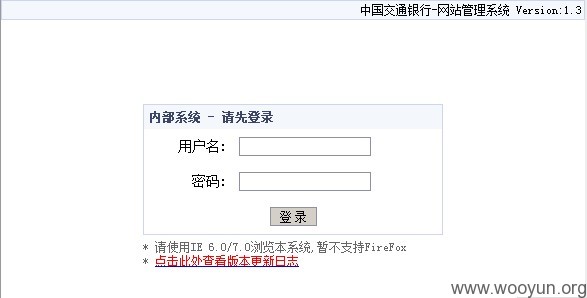 中国交通银行-网站管理系统 Version:1.3
内部系统 - 请先登录
用户名:
密码:
登 录
* 请使用IE 6.0/7.0浏览本系统,暂不支持FireFox
* 点击此处查看版本更新日志
www.wooyun.org